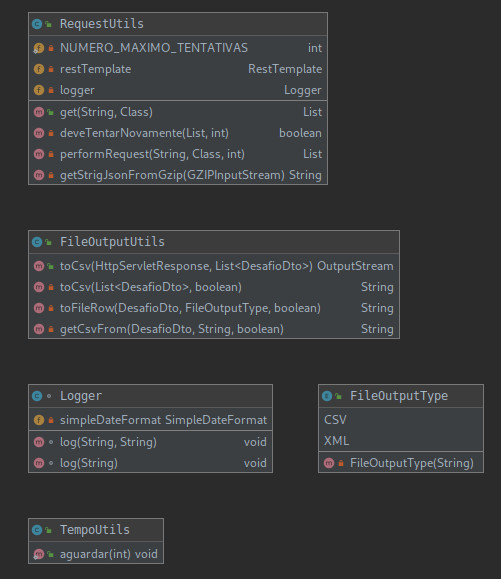 RequestUtils
NUMERO_MAXIMO_TENTATIVAS int
restTemplate RestTemplate
logger Logger
get(String, Class) List
deveTentarNovamente(List, int) boolean
performRequest(String, Class, int) List
getStrigJsonFromGzip(GZIPInputStream) String
FileOutputUtils
toCsv(HttpServletResponse, List<DesafioDto>) OutputStream
toCsv(List<DesafioDto>, boolean) String
toFileRow(DesafioDto, FileOutputType, boolean) String
getCsvFrom(DesafioDto, String, boolean) String
Logger
simpleDateFormat SimpleDateFormat
log(String, String) void
log(String) void
FileOutputType
CSV
XML
FileOutputType(String)
TempoUtils
aguardar(int) void